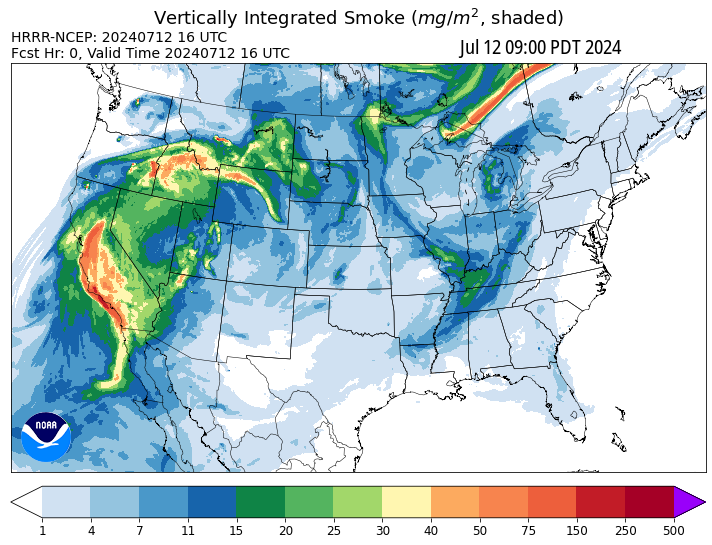 Vertically Integrated Smoke (mg/m², shaded)
HRRR-NCEP: 20240712 16 UTC
Fcst Hr: 0, Valid Time 20240712 16 UTC
Jul 12 09:00 PDT 2024
NOAA
1 4 7 11 15 20 25 30 40 50 75 150 250 500